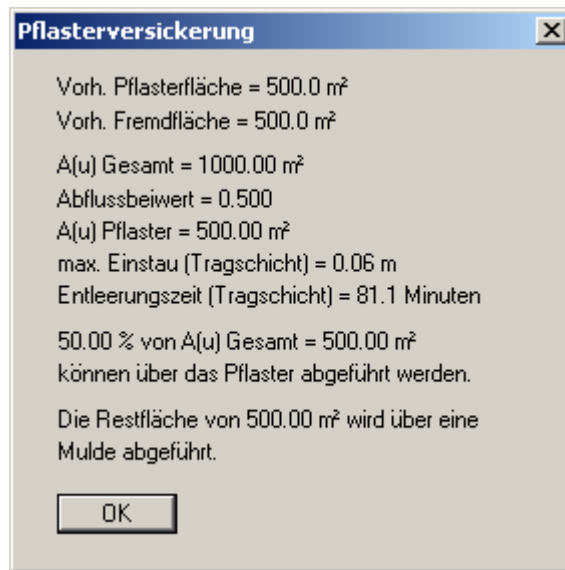 Pflasterversickerung
Vorh. Pflasterfläche = 500.0 m²
Vorh. Fremdfläche = 500.0 m²
A(u) Gesamt = 1000.00 m²
Abflussbeiwert = 0.500
A(u) Pflaster = 500.00 m²
max. Einstau (Tragschicht) = 0.06 m
Entleerungszeit (Tragschicht) = 81.1 Minuten
50.00 % von A(u) Gesamt = 500.00 m²
können über das Pflaster abgeführt werden.
Die Restfläche von 500.00 m² wird über eine
Mulde abgeführt.
OK